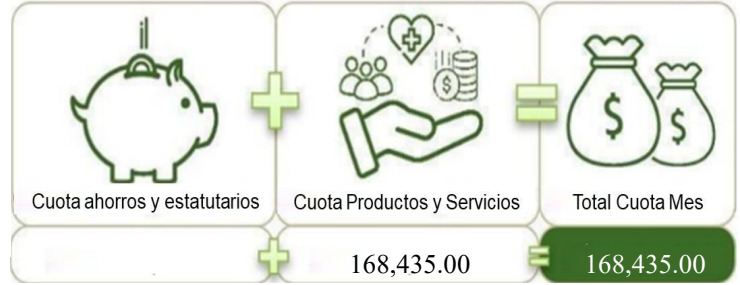 Cuota ahorros y estatutarios
Cuota Productos y Servicios
Total Cuota Mes
168,435.00
168,435.00